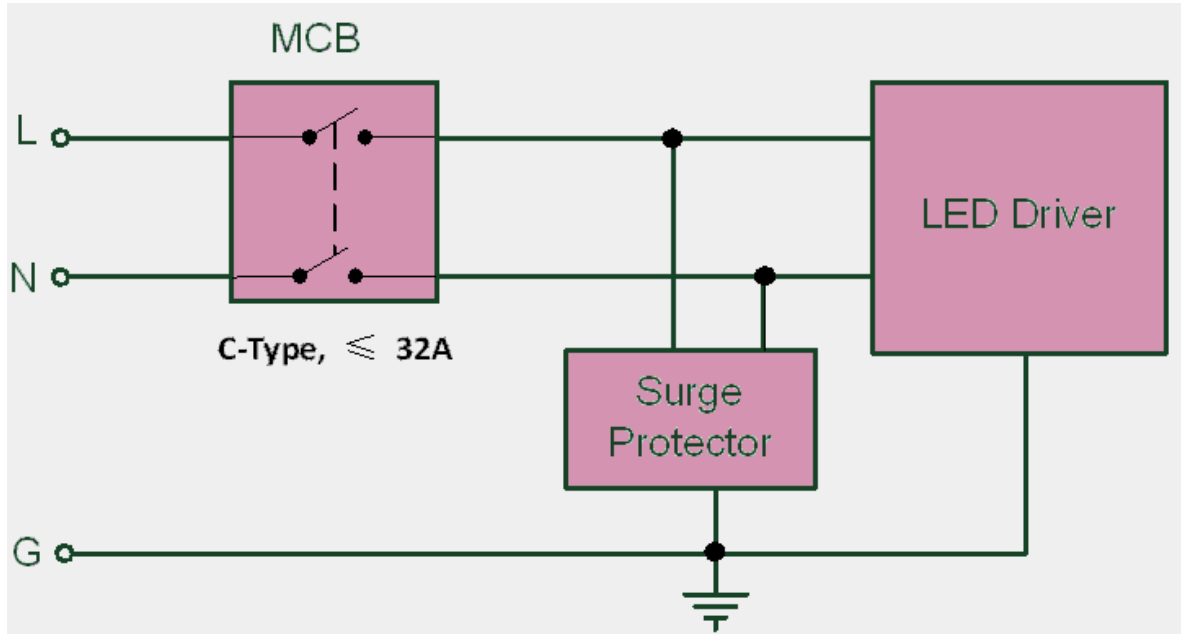 MCB
L
LED Driver
N
C-Type, ≤ 32A
Surge
Protector
G